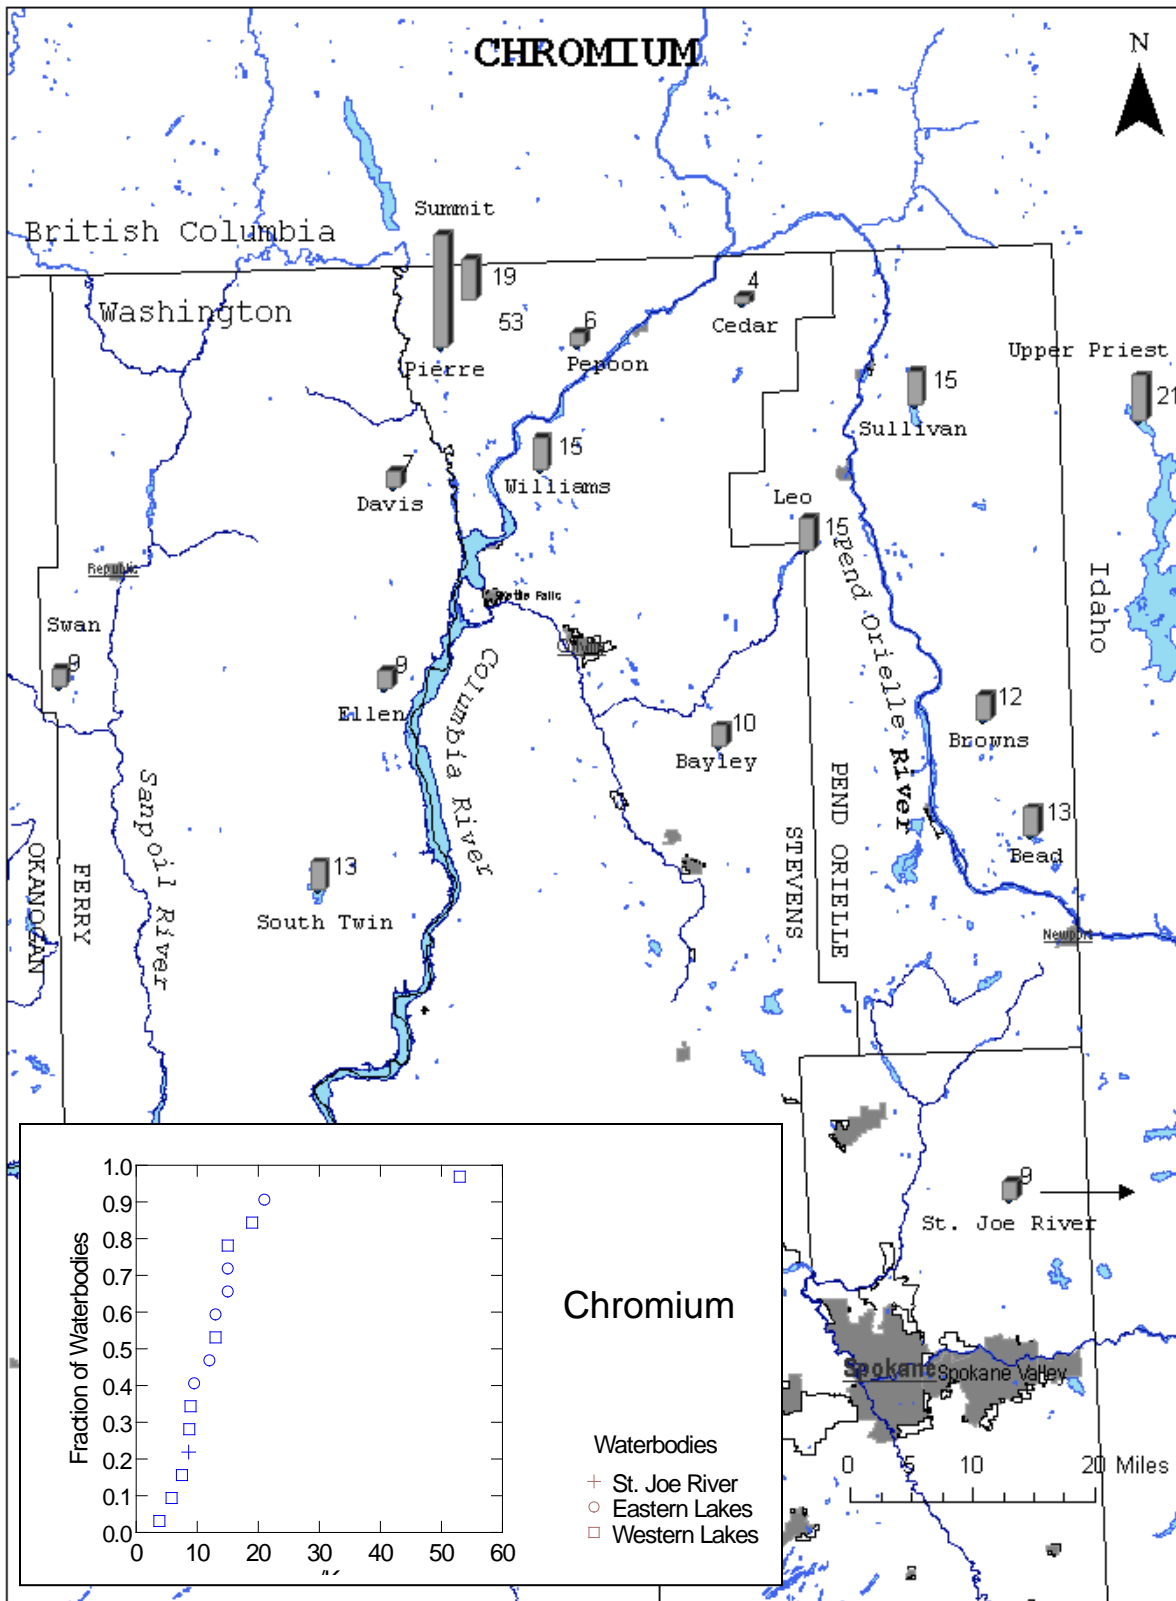 CHROMIUM
N
Summit
British Columbia
19
4
Washington
53
6
Cedar
Pierre
Pepoon
Upper Priest
15
21
Sullivan
15
7
Williams
Davis
Leo
15
Republic
Kettle Falls
Pend Orielle River
Idaho
Swan
9
9
Columbia River
Ellen
12
10
Browns
Bayley
Sanpoil River
PEND ORIELLE
STEVENS
13
Bead
OKANOGAN
FERRY
13
South Twin
Newport
9
St. Joe River
Spokane
Spokane Valley
0 5 10 20 Miles
1.0
0.9
0.8
0.7
0.6
0.5
0.4
0.3
0.2
0.1
0.0
Fraction of Waterbodies
0 10 20 30 40 50 60
Chromium
Waterbodies
St. Joe River
Eastern Lakes
Western Lakes